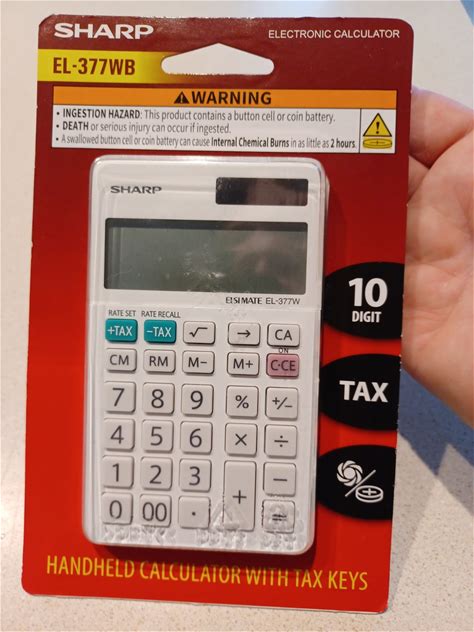 SHARP
ELECTRONIC CALCULATOR
EL-377WB
WARNING
• INGESTION HAZARD: This product contains a button cell or coin battery.
• DEATH or serious injury can occur if ingested.
• A swallowed button cell or coin battery can cause Internal Chemical Burns in as little as 2 hours.
SHARP
ELSIMATE EL-377W
10
DIGIT
TAX
RATE SET RATE RECALL
+TAX −TAX √ → CA
ON
CM RM M− M+ C·CE
7 8 9 % +/−
4 5 6 × ÷
1 2 3 + −
0 00 · =
HANDHELD CALCULATOR WITH TAX KEYS